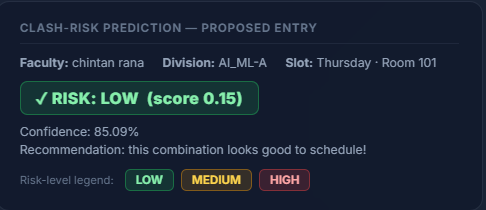 CLASH-RISK PREDICTION — PROPOSED ENTRY
Faculty: chintan rana Division: AI_ML-A Slot: Thursday · Room 101
✓ RISK: LOW (score 0.15)
Confidence: 85.09%
Recommendation: this combination looks good to schedule!
Risk-level legend: LOW MEDIUM HIGH